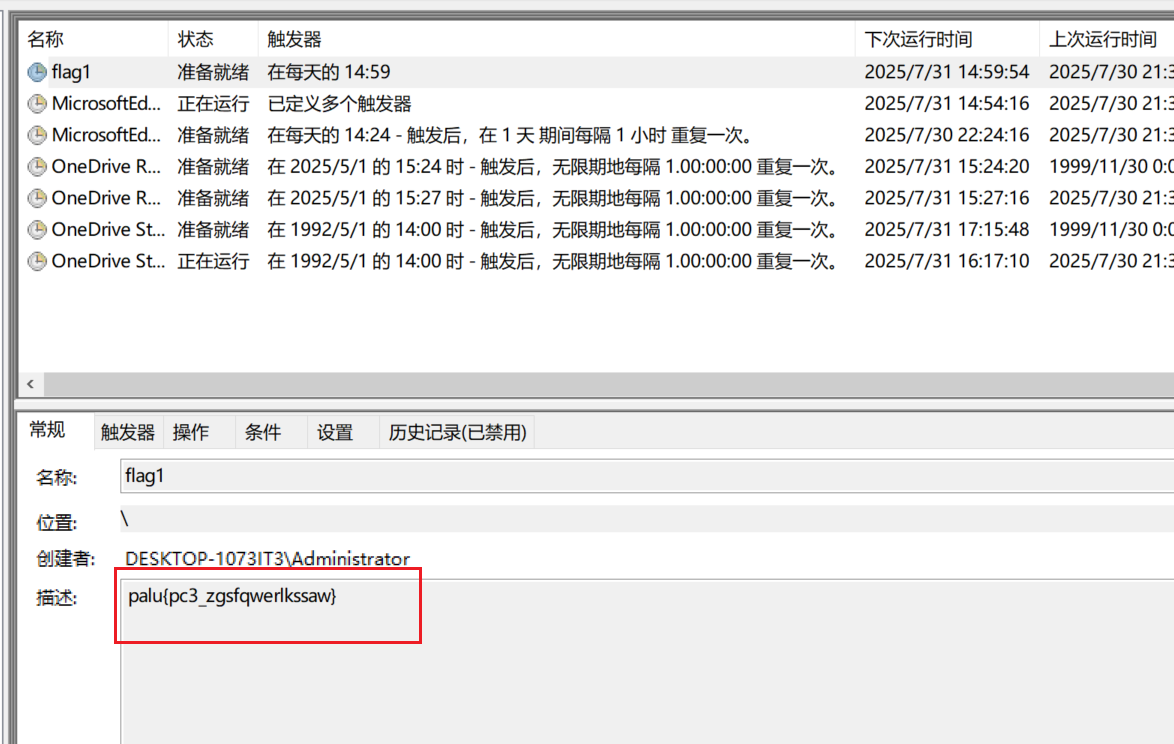 名称 状态 触发器 下次运行时间 上次运行时间
flag1 准备就绪 在每天的 14:59 2025/7/31 14:59:54 2025/7/30 21:3
MicrosoftEd... 正在运行 已定义多个触发器 2025/7/31 14:54:16 2025/7/30 21:3
MicrosoftEd... 准备就绪 在每天的 14:24 - 触发后，在 1 天 期间每隔 1 小时 重复一次。 2025/7/30 22:24:16 2025/7/30 21:3
OneDrive R... 准备就绪 在 2025/5/1 的 15:24 时 - 触发后，无限期地每隔 1.00:00:00 重复一次。 2025/7/31 15:24:20 1999/11/30 0:0
OneDrive R... 准备就绪 在 2025/5/1 的 15:27 时 - 触发后，无限期地每隔 1.00:00:00 重复一次。 2025/7/31 15:27:16 2025/7/30 21:3
OneDrive St... 准备就绪 在 1992/5/1 的 14:00 时 - 触发后，无限期地每隔 1.00:00:00 重复一次。 2025/7/31 17:15:48 1999/11/30 0:0
OneDrive St... 正在运行 在 1992/5/1 的 14:00 时 - 触发后，无限期地每隔 1.00:00:00 重复一次。 2025/7/31 16:17:10 2025/7/30 21:3
常规 触发器 操作 条件 设置 历史记录(已禁用)
名称: flag1
位置: \
创建者: DESKTOP-1073IT3\Administrator
描述: palu{pc3_zgsfqwerlkssaw}